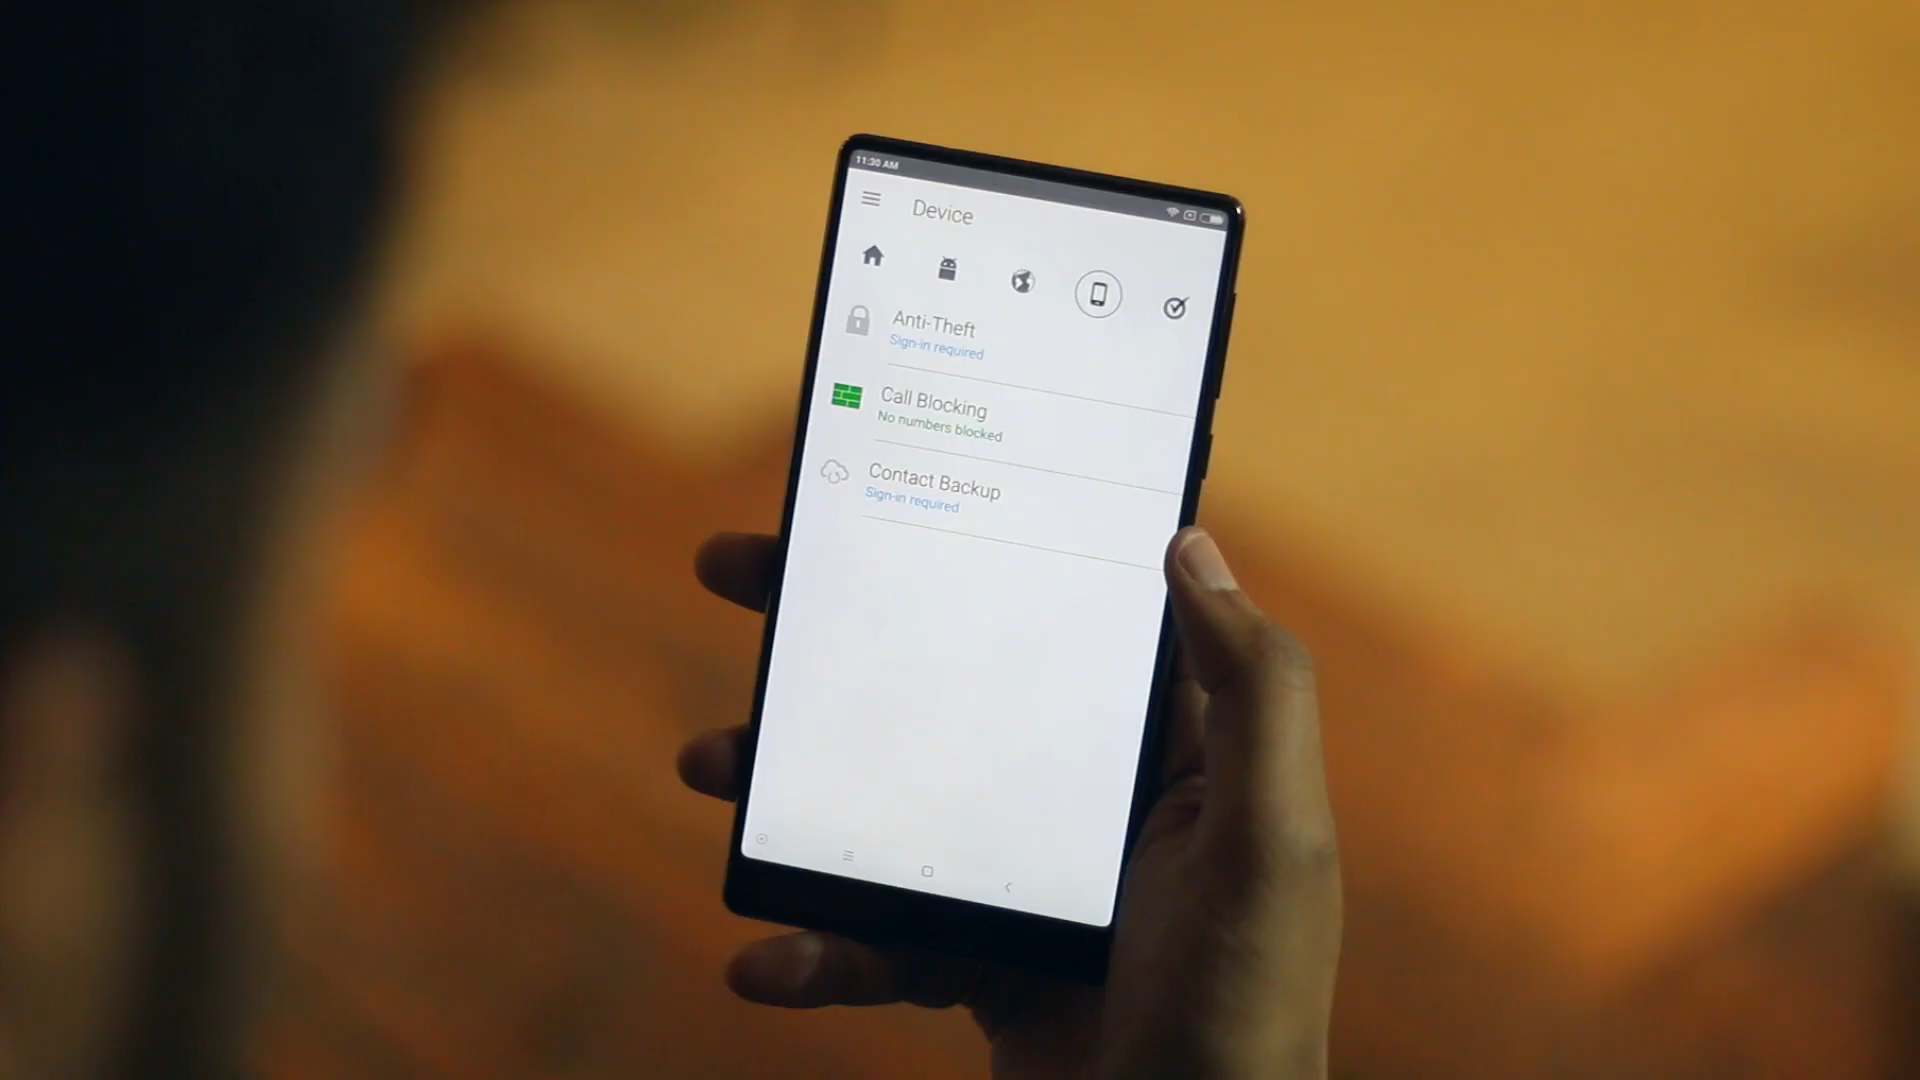 11:30 AM
Device
Anti-Theft
Sign-in required
Call Blocking
No numbers blocked
Contact Backup
Sign-in required